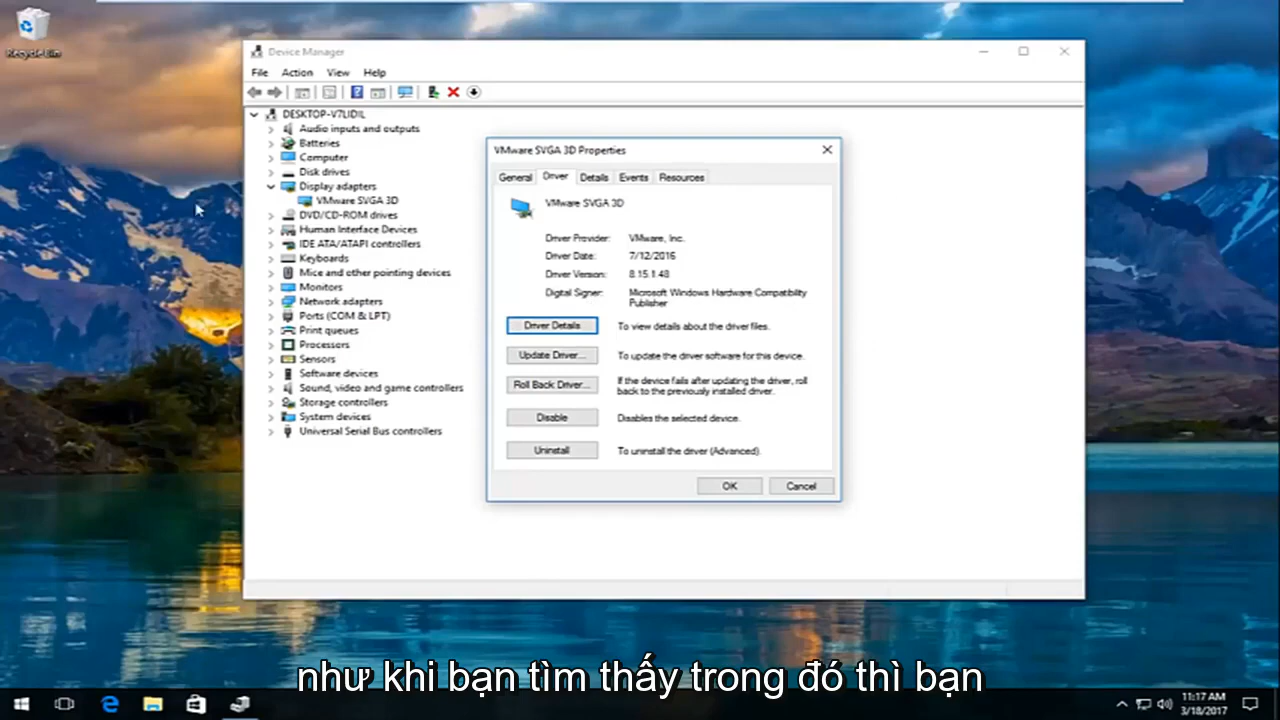 Recycle Bin
Device Manager
File Action View Help
DESKTOP-V7LIDIL
Audio inputs and outputs
Batteries
Computer
Disk drives
Display adapters
VMware SVGA 3D
DVD/CD-ROM drives
Human Interface Devices
IDE ATA/ATAPI controllers
Keyboards
Mice and other pointing devices
Monitors
Network adapters
Ports (COM & LPT)
Print queues
Processors
Sensors
Software devices
Sound, video and game controllers
Storage controllers
System devices
Universal Serial Bus controllers
VMware SVGA 3D Properties
General Driver Details Events Resources
VMware SVGA 3D
Driver Provider: VMware, Inc.
Driver Date: 7/12/2016
Driver Version: 8.15.1.48
Digital Signer: Microsoft Windows Hardware Compatibility
Publisher
Driver Details To view details about the driver files.
Update Driver... To update the driver software for this device.
Roll Back Driver... If the device fails after updating the driver, roll
back to the previously installed driver.
Disable Disables the selected device.
Uninstall To uninstall the driver (Advanced).
OK Cancel
như khi bạn tìm thấy trong đó thì bạn
11:17 AM
3/18/2017